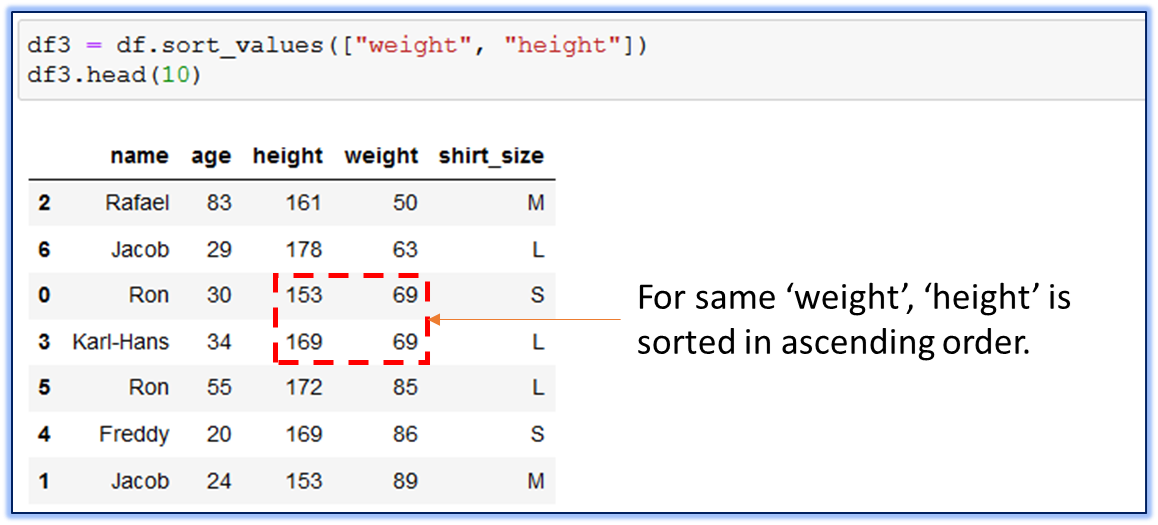 df3 = df.sort_values(["weight", "height"])
df3.head(10)
name age height weight shirt_size
2 Rafael 83 161 50 M
6 Jacob 29 178 63 L
0 Ron 30 153 69 S
3 Karl-Hans 34 169 69 L
5 Ron 55 172 85 L
4 Freddy 20 169 86 S
1 Jacob 24 153 89 M
For same ‘weight’, ‘height’ is
sorted in ascending order.